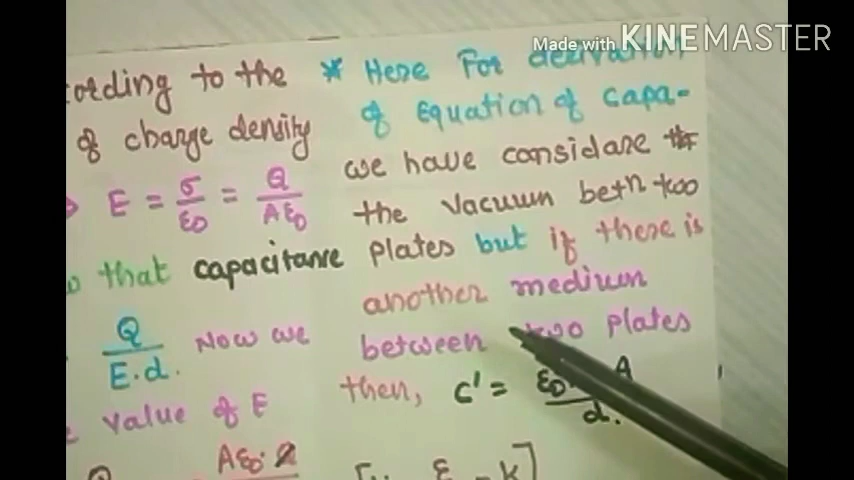 Made with KINEMASTER
ording to the
of charge density
E = σ/ε0 = Q/Aε0
that capacitance
Q/E.d. Now we
value of E
Aε0.
* Here For derivation
of Equation of capa-
we have considare the
the vacuum betn two
plates but if there is
another medium
between two plates
then, C' = ε0 A/d.